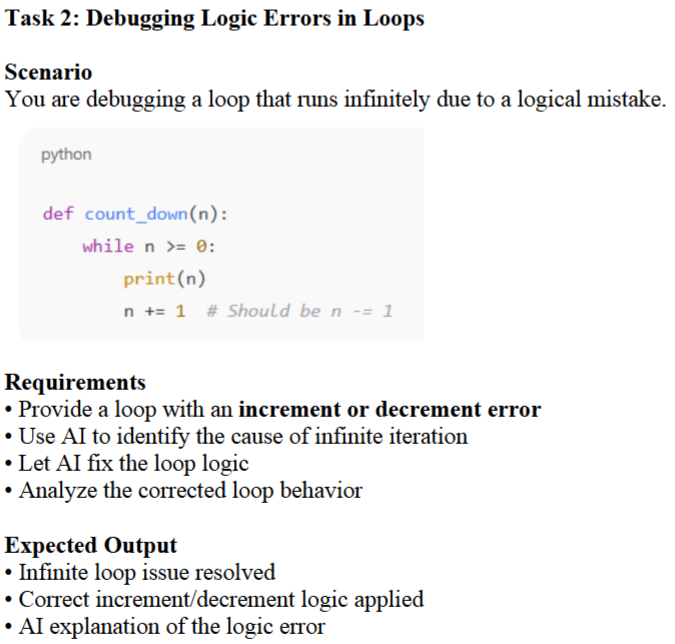 Task 2: Debugging Logic Errors in Loops
Scenario
You are debugging a loop that runs infinitely due to a logical mistake.
python
def count_down(n):
    while n >= 0:
        print(n)
        n += 1  # Should be n -= 1
Requirements
• Provide a loop with an increment or decrement error
• Use AI to identify the cause of infinite iteration
• Let AI fix the loop logic
• Analyze the corrected loop behavior
Expected Output
• Infinite loop issue resolved
• Correct increment/decrement logic applied
• AI explanation of the logic error